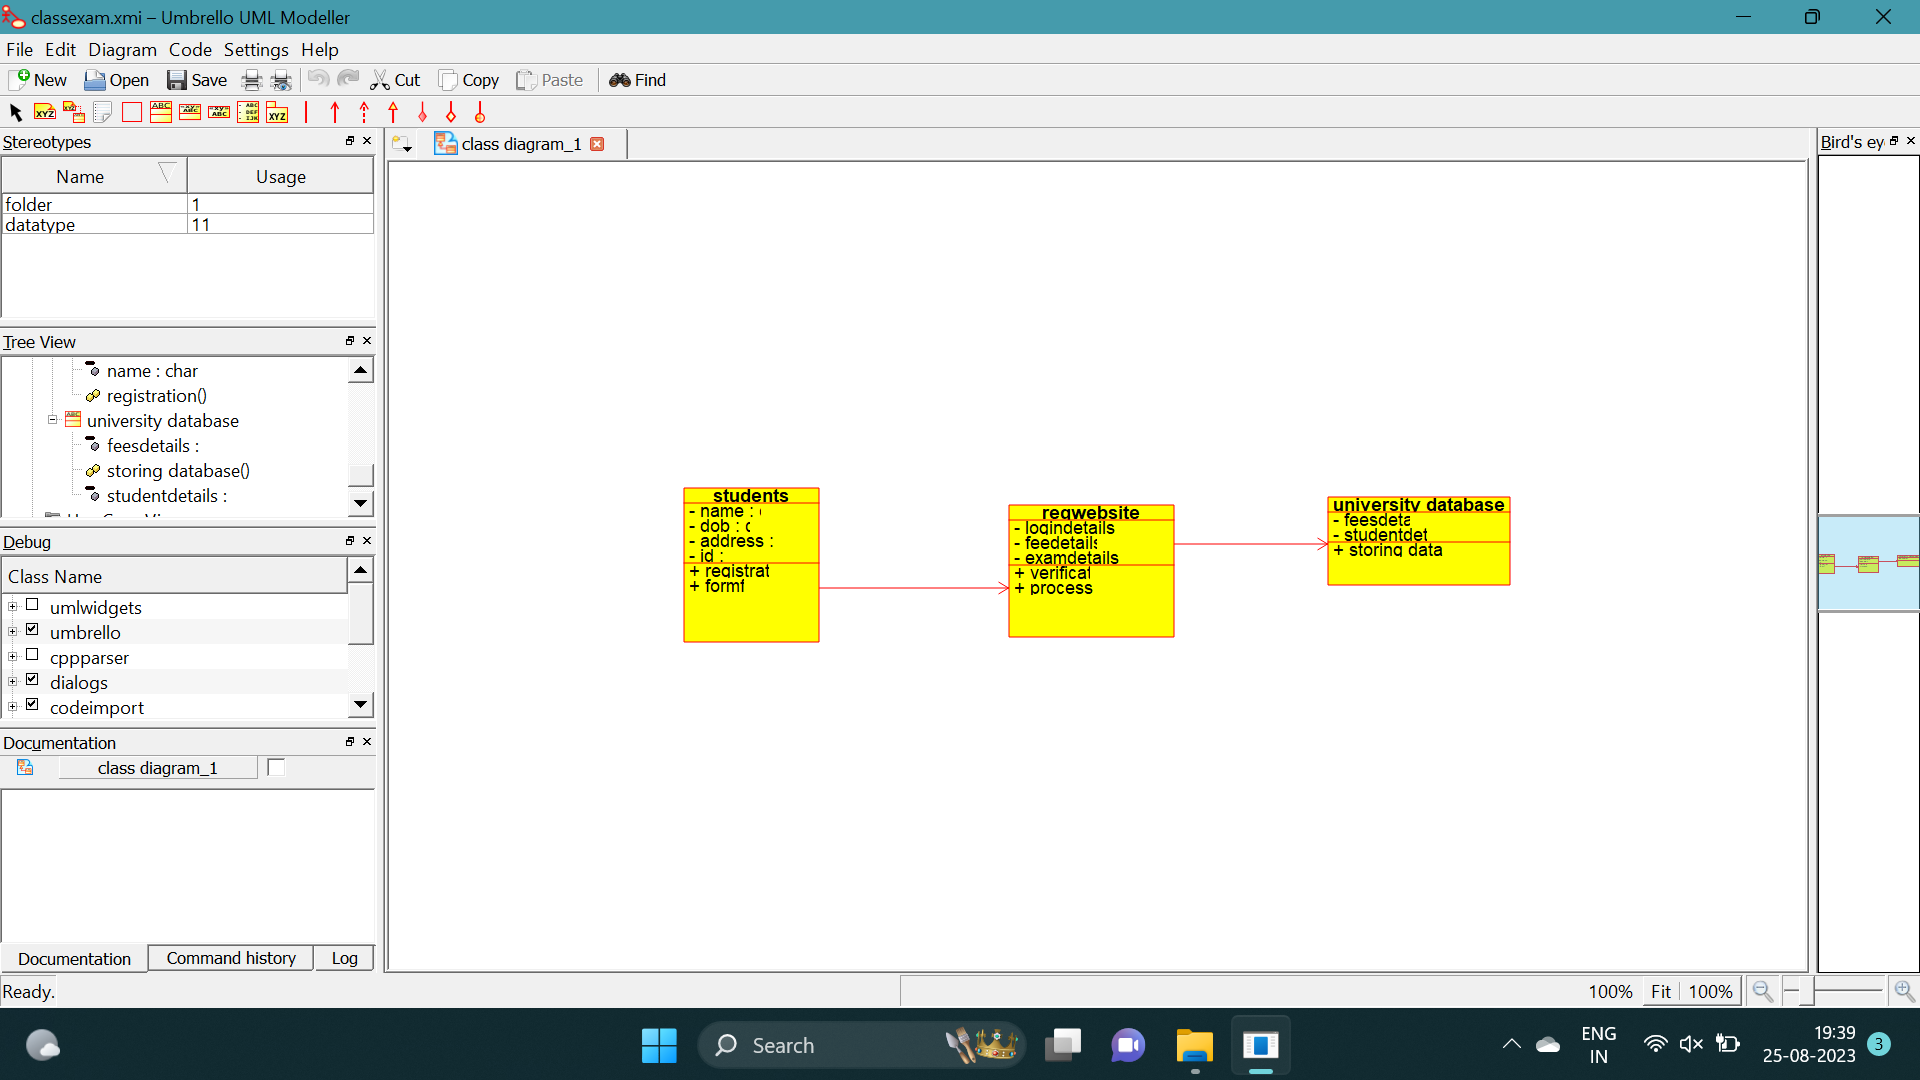 classexam.xmi – Umbrello UML Modeller
File Edit Diagram Code Settings Help
New Open Save Cut Copy Paste Find
Stereotypes
Name Usage
folder 1
datatype 11
Tree View
name : char
registration()
university database
feesdetails :
storing database()
studentdetails :
Debug
Class Name
umlwidgets
umbrello
cppparser
dialogs
codeimport
Documentation
class diagram_1
Documentation Command history Log
Ready.
class diagram_1
students
- name :
- dob :
- address :
- id :
+ registrat
+ formf
regwebsite
- logindetails
- feedetails
- examdetails
+ verificat
+ process
university database
- feesdeta
- studentdet
+ storing data
Bird's ey
100% Fit 100%
Search
ENG
IN
19:39
25-08-2023
3